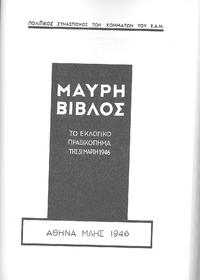 ΠΟΛΙΤΙΚΟΣ ΣΥΝΑΣΠΙΣΜΟΣ ΤΩΝ ΚΟΜΜΑΤΩΝ ΤΟΥ Ε.Α.Μ.
ΜΑΥΡΗ
ΒΙΒΛΟΣ
ΤΟ ΕΚΛΟΓΙΚΟ
ΠΡΑΞΙΚΟΠΗΜΑ
ΤΗΣ 31 ΜΑΡΤΗ 1946
ΑΘΗΝΑ ΜΑΗΣ 1946